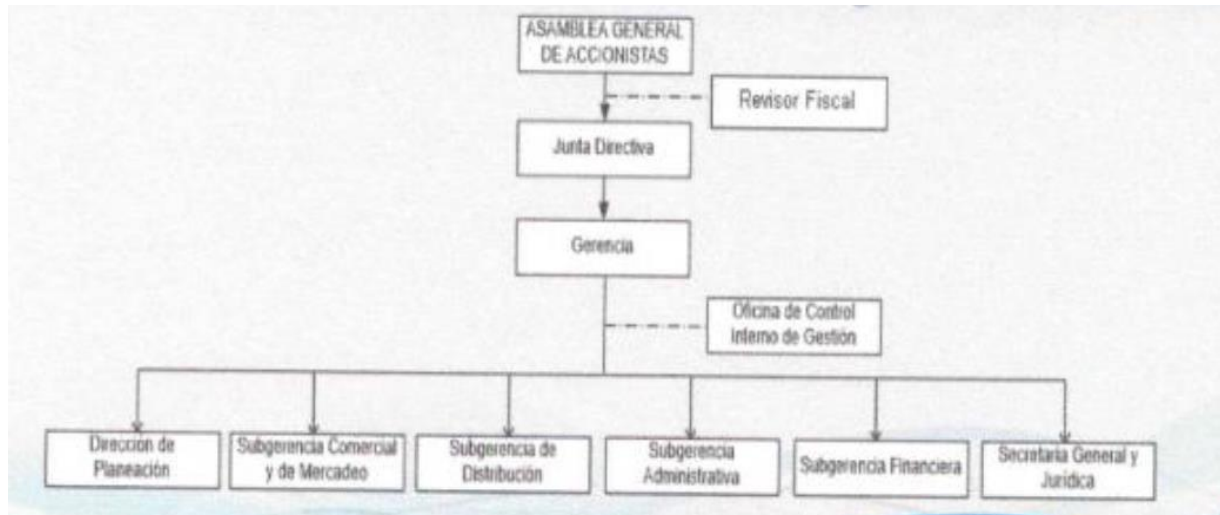 ASAMBLEA GENERAL
DE ACCIONISTAS
Revisor Fiscal
Junta Directiva
Gerencia
Oficina de Control
Interno de Gestión
Dirección de
Planeación
Subgerencia Comercial
y de Mercadeo
Subgerencia de
Distribución
Subgerencia
Administrativa
Subgerencia Financiera
Secretaria General y
Jurídica